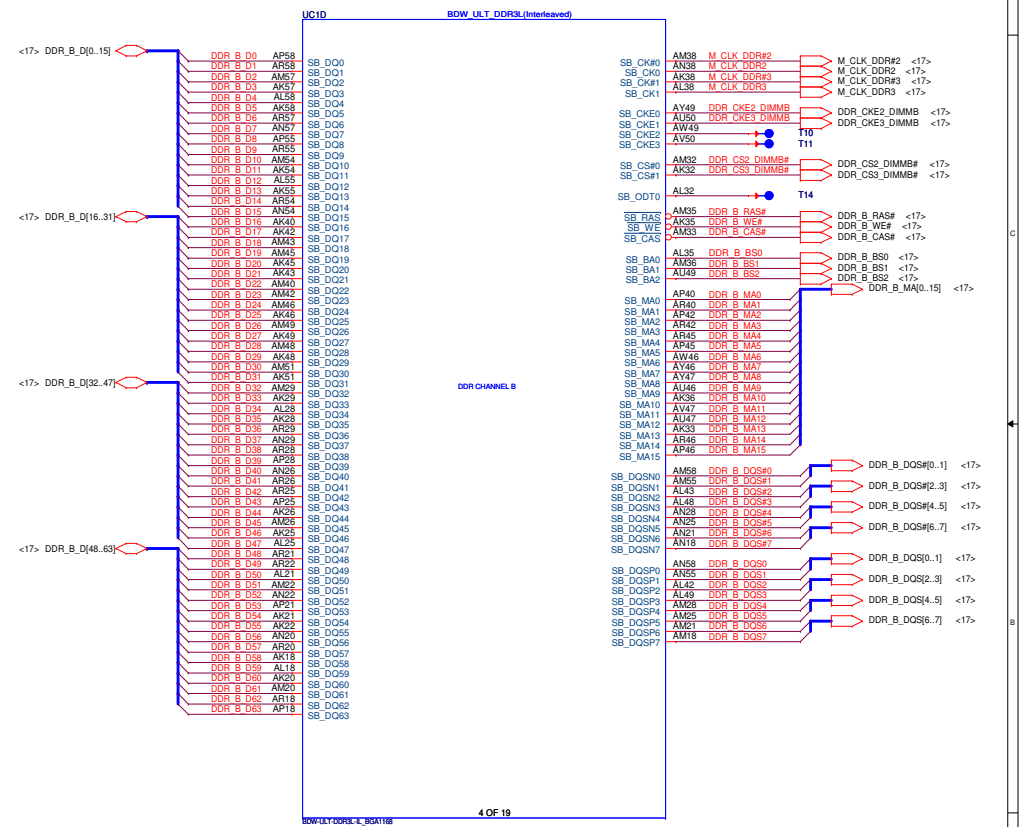 UC1D BDW_ULT_DDR3L(Interleaved)
<17> DDR_B_D[0..15]
DDR_B_D0 AP58 SB_DQ0
DDR_B_D1 AR58 SB_DQ1
DDR_B_D2 AM57 SB_DQ2
DDR_B_D3 AK57 SB_DQ3
DDR_B_D4 AL58 SB_DQ4
DDR_B_D5 AK58 SB_DQ5
DDR_B_D6 AR57 SB_DQ6
DDR_B_D7 AN57 SB_DQ7
DDR_B_D8 AP55 SB_DQ8
DDR_B_D9 AR55 SB_DQ9
DDR_B_D10 AM54 SB_DQ10
DDR_B_D11 AK54 SB_DQ11
DDR_B_D12 AL55 SB_DQ12
DDR_B_D13 AK55 SB_DQ13
DDR_B_D14 AR54 SB_DQ14
DDR_B_D15 AN54 SB_DQ15
<17> DDR_B_D[16..31]
DDR_B_D16 AK40 SB_DQ16
DDR_B_D17 AK42 SB_DQ17
DDR_B_D18 AM43 SB_DQ18
DDR_B_D19 AM45 SB_DQ19
DDR_B_D20 AK45 SB_DQ20
DDR_B_D21 AK43 SB_DQ21
DDR_B_D22 AM40 SB_DQ22
DDR_B_D23 AM42 SB_DQ23
DDR_B_D24 AM46 SB_DQ24
DDR_B_D25 AK46 SB_DQ25
DDR_B_D26 AM49 SB_DQ26
DDR_B_D27 AK49 SB_DQ27
DDR_B_D28 AM48 SB_DQ28
DDR_B_D29 AK48 SB_DQ29
DDR_B_D30 AM51 SB_DQ30
DDR_B_D31 AK51 SB_DQ31
<17> DDR_B_D[32..47]
DDR_B_D32 AM29 SB_DQ32
DDR_B_D33 AK29 SB_DQ33
DDR_B_D34 AL28 SB_DQ34
DDR_B_D35 AK28 SB_DQ35
DDR_B_D36 AR29 SB_DQ36
DDR_B_D37 AN29 SB_DQ37
DDR_B_D38 AR28 SB_DQ38
DDR_B_D39 AP28 SB_DQ39
DDR_B_D40 AN26 SB_DQ40
DDR_B_D41 AR26 SB_DQ41
DDR_B_D42 AR25 SB_DQ42
DDR_B_D43 AP25 SB_DQ43
DDR_B_D44 AK26 SB_DQ44
DDR_B_D45 AM26 SB_DQ45
DDR_B_D46 AK25 SB_DQ46
DDR_B_D47 AL25 SB_DQ47
<17> DDR_B_D[48..63]
DDR_B_D48 AR21 SB_DQ48
DDR_B_D49 AR22 SB_DQ49
DDR_B_D50 AL21 SB_DQ50
DDR_B_D51 AM22 SB_DQ51
DDR_B_D52 AN22 SB_DQ52
DDR_B_D53 AP21 SB_DQ53
DDR_B_D54 AK21 SB_DQ54
DDR_B_D55 AK22 SB_DQ55
DDR_B_D56 AN20 SB_DQ56
DDR_B_D57 AR20 SB_DQ57
DDR_B_D58 AK18 SB_DQ58
DDR_B_D59 AL18 SB_DQ59
DDR_B_D60 AK20 SB_DQ60
DDR_B_D61 AM20 SB_DQ61
DDR_B_D62 AR18 SB_DQ62
DDR_B_D63 AP18 SB_DQ63
DDR CHANNEL B
SB_CK#0 AM38 M_CLK_DDR#2 M_CLK_DDR#2 <17>
SB_CK0 AN38 M_CLK_DDR2 M_CLK_DDR2 <17>
SB_CK#1 AK38 M_CLK_DDR#3 M_CLK_DDR#3 <17>
SB_CK1 AL38 M_CLK_DDR3 M_CLK_DDR3 <17>
SB_CKE0 AY49 DDR_CKE2_DIMMB DDR_CKE2_DIMMB <17>
SB_CKE1 AU50 DDR_CKE3_DIMMB DDR_CKE3_DIMMB <17>
SB_CKE2 AW49 T10
SB_CKE3 AV50 T11
SB_CS#0 AM32 DDR_CS2_DIMMB# DDR_CS2_DIMMB# <17>
SB_CS#1 AK32 DDR_CS3_DIMMB# DDR_CS3_DIMMB# <17>
SB_ODT0 AL32 T14
SB_RAS AM35 DDR_B_RAS# DDR_B_RAS# <17>
SB_WE AK35 DDR_B_WE# DDR_B_WE# <17>
SB_CAS AM33 DDR_B_CAS# DDR_B_CAS# <17>
SB_BA0 AL35 DDR_B_BS0 DDR_B_BS0 <17>
SB_BA1 AM36 DDR_B_BS1 DDR_B_BS1 <17>
SB_BA2 AU49 DDR_B_BS2 DDR_B_BS2 <17>
DDR_B_MA[0..15] <17>
SB_MA0 AP40 DDR_B_MA0
SB_MA1 AR40 DDR_B_MA1
SB_MA2 AP42 DDR_B_MA2
SB_MA3 AR42 DDR_B_MA3
SB_MA4 AR45 DDR_B_MA4
SB_MA5 AP45 DDR_B_MA5
SB_MA6 AW46 DDR_B_MA6
SB_MA7 AY46 DDR_B_MA7
SB_MA8 AY47 DDR_B_MA8
SB_MA9 AU46 DDR_B_MA9
SB_MA10 AK36 DDR_B_MA10
SB_MA11 AV47 DDR_B_MA11
SB_MA12 AU47 DDR_B_MA12
SB_MA13 AK33 DDR_B_MA13
SB_MA14 AR46 DDR_B_MA14
SB_MA15 AP46 DDR_B_MA15
SB_DQSN0 AM58 DDR_B_DQS#0 DDR_B_DQS#[0..1] <17>
SB_DQSN1 AM55 DDR_B_DQS#1
SB_DQSN2 AL43 DDR_B_DQS#2 DDR_B_DQS#[2..3] <17>
SB_DQSN3 AL48 DDR_B_DQS#3
SB_DQSN4 AN28 DDR_B_DQS#4 DDR_B_DQS#[4..5] <17>
SB_DQSN5 AN25 DDR_B_DQS#5
SB_DQSN6 AN21 DDR_B_DQS#6 DDR_B_DQS#[6..7] <17>
SB_DQSN7 AN18 DDR_B_DQS#7
SB_DQSP0 AN58 DDR_B_DQS0 DDR_B_DQS[0..1] <17>
SB_DQSP1 AN55 DDR_B_DQS1
SB_DQSP2 AL42 DDR_B_DQS2 DDR_B_DQS[2..3] <17>
SB_DQSP3 AL49 DDR_B_DQS3
SB_DQSP4 AM28 DDR_B_DQS4 DDR_B_DQS[4..5] <17>
SB_DQSP5 AM25 DDR_B_DQS5
SB_DQSP6 AM21 DDR_B_DQS6 DDR_B_DQS[6..7] <17>
SB_DQSP7 AM18 DDR_B_DQS7
C
B
4 OF 19
BDW-ULT-DDR3L-IL_BGA1168